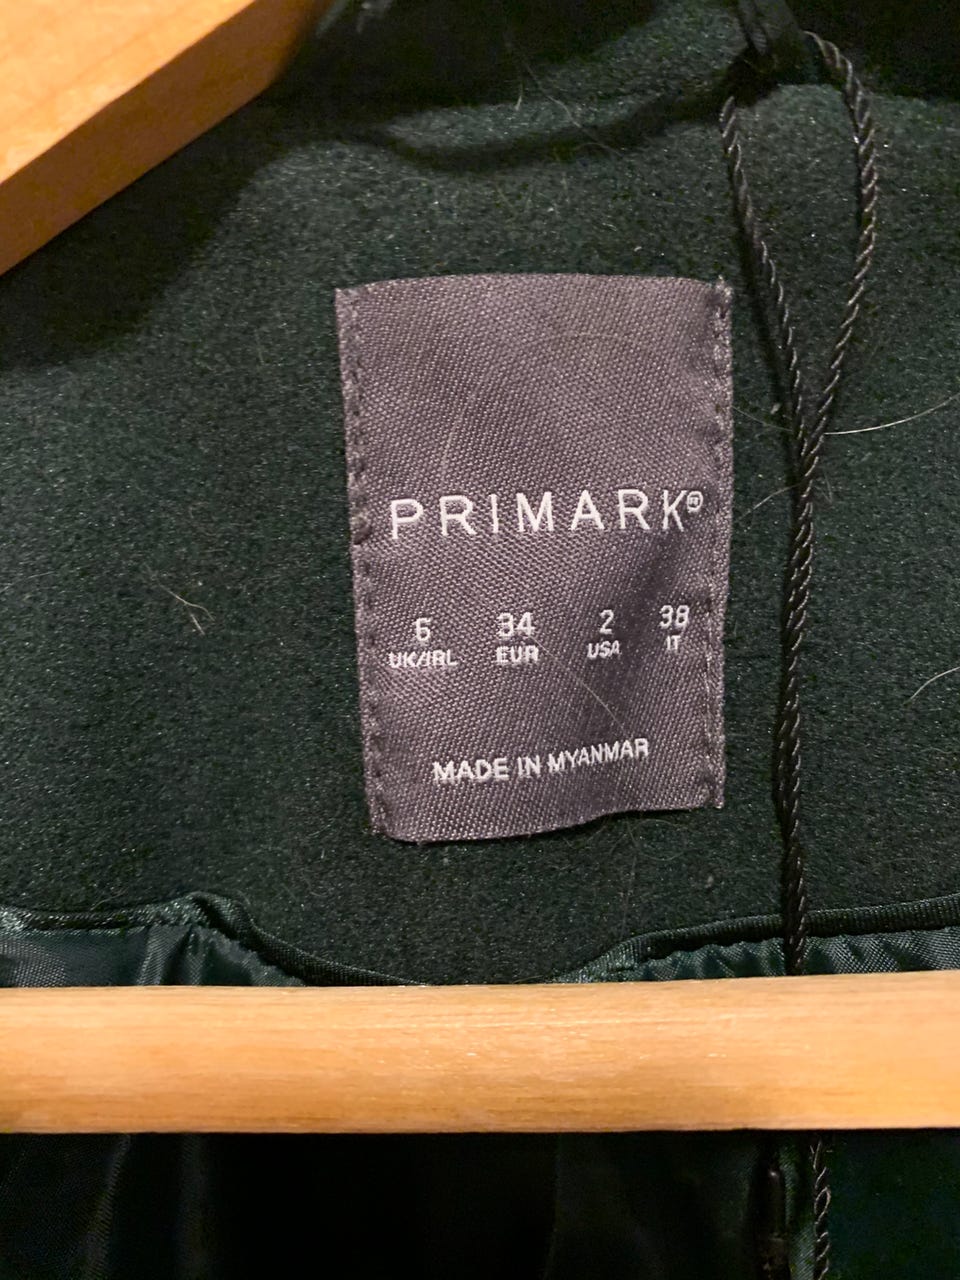 PRIMARK®
6 34 2 38
UK/IRL EUR USA IT
MADE IN MYANMAR